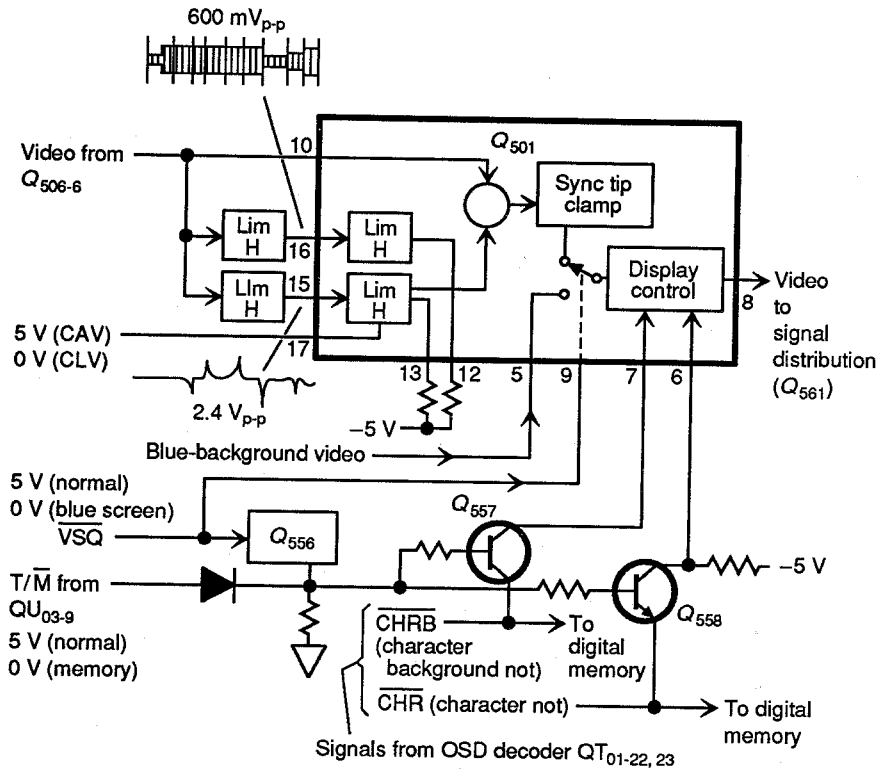 600 mVp-p
10
Q501
Video from
Q506-6
Sync tip
clamp
Lim
H
16
Lim
H
LIm
H
15
Lim
H
Display
control
8
Video
to
signal
distribution
(Q561)
5 V (CAV)
0 V (CLV)
17
13
12
5
9
7
6
2.4 Vp-p
−5 V
Blue-background video
5 V (normal)
0 V (blue screen)
VSQ
Q556
Q557
T/M from
QU03-9
5 V (normal)
0 V (memory)
−5 V
Q558
CHRB
(character
background not)
To
digital
memory
CHR (character not)
To digital
memory
Signals from OSD decoder QT01-22, 23